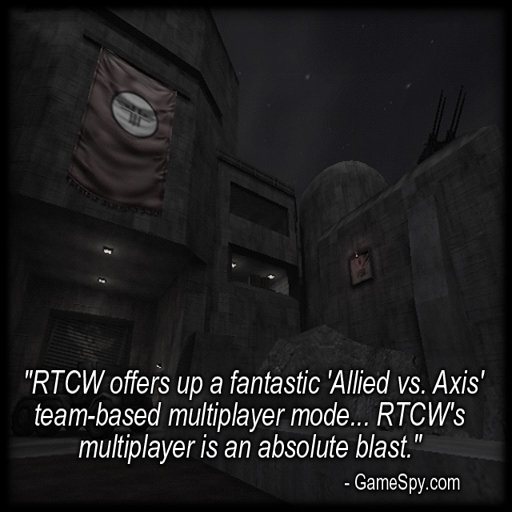 "RTCW offers up a fantastic 'Allied vs. Axis'
team-based multiplayer mode... RTCW's
multiplayer is an absolute blast."
- GameSpy.com